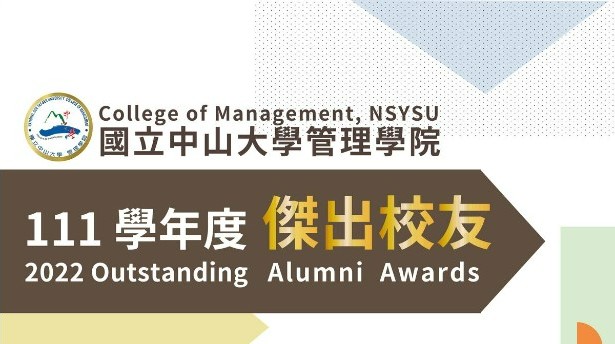 College of Management, NSYSU
國立中山大學管理學院
111 學年度 傑出校友
2022 Outstanding Alumni Awards